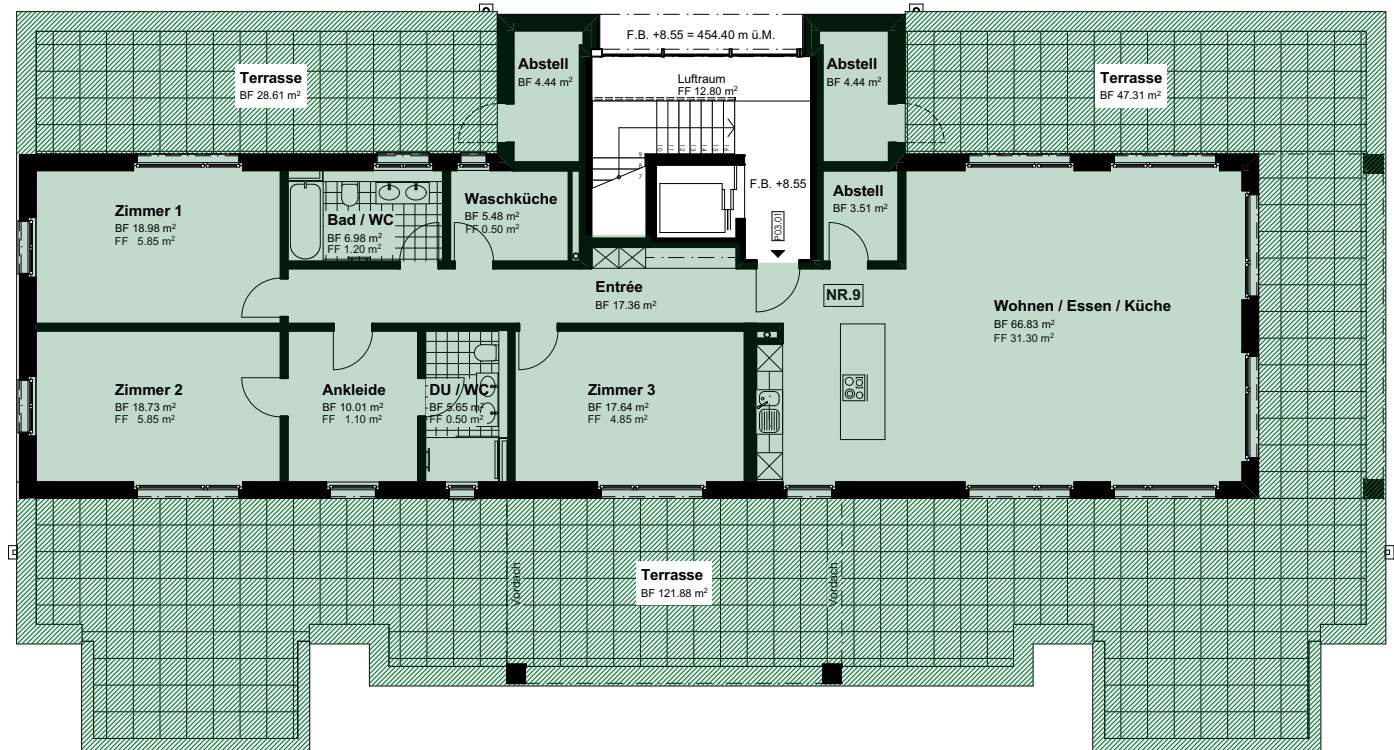 F.B. +8.55 = 454.40 m ü.M.
Abstell
BF 4.44 m²
Luftraum
FF 12.80 m²
Abstell
BF 4.44 m²
Terrasse
BF 28.61 m²
Terrasse
BF 47.31 m²
F.B. +8.55
P03.01
Zimmer 1
BF 18.98 m²
FF 5.85 m²
Bad / WC
BF 6.98 m²
FF 1.20 m²
Waschküche
BF 5.48 m²
FF 0.50 m²
Abstell
BF 3.51 m²
Entrée
BF 17.36 m²
NR.9
Wohnen / Essen / Küche
BF 66.83 m²
FF 31.30 m²
Zimmer 2
BF 18.73 m²
FF 5.85 m²
Ankleide
BF 10.01 m²
FF 1.10 m²
DU / WC
BF 5.65 m²
FF 0.50 m²
Zimmer 3
BF 17.64 m²
FF 4.85 m²
Vordach
Terrasse
BF 121.88 m²
Vordach